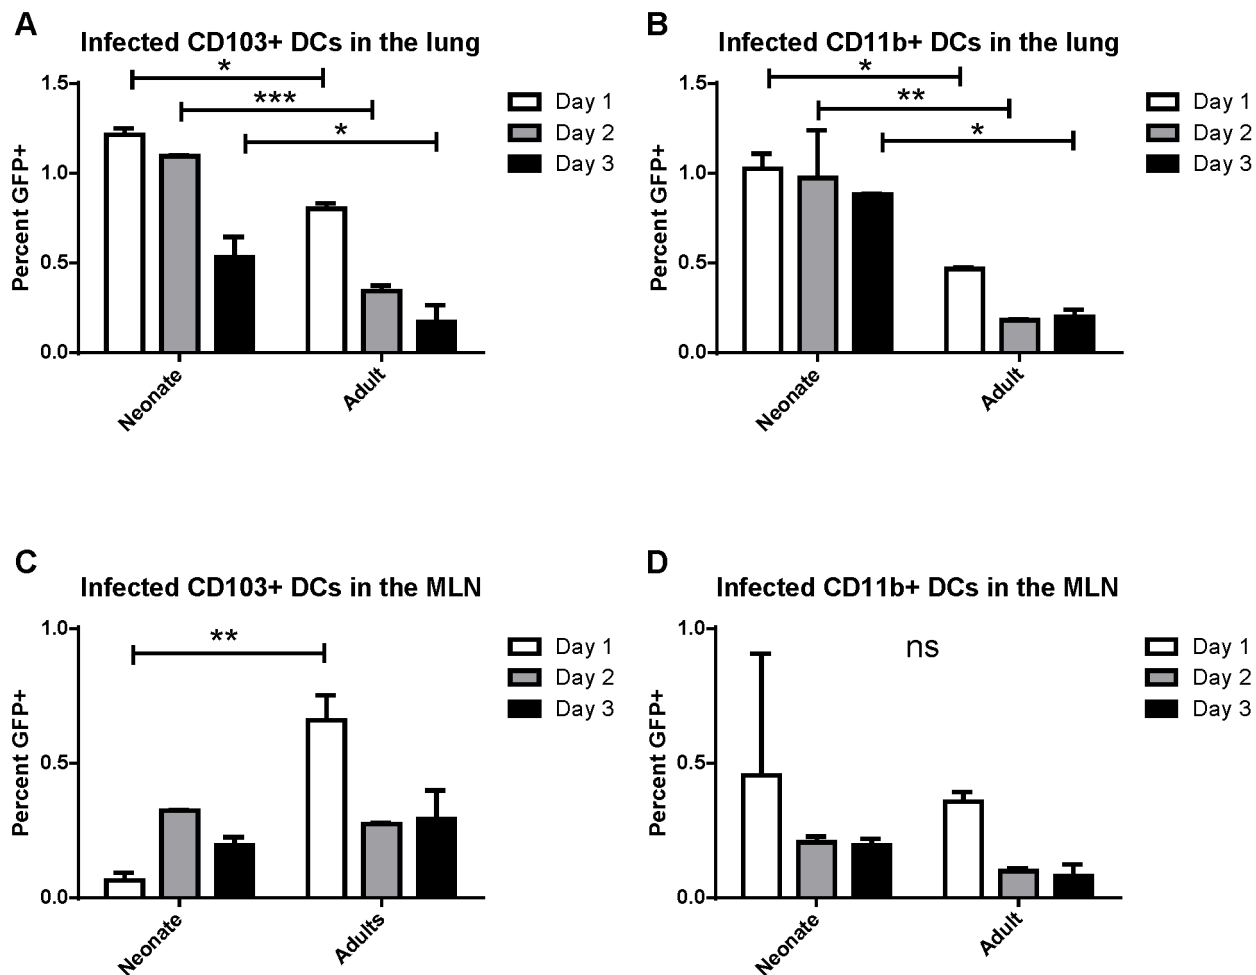 A
Infected CD103+ DCs in the lung
Percent GFP+
1.5
1.0
0.5
0.0
*
***
*
Day 1
Day 2
Day 3
Neonate
Adult
B
Infected CD11b+ DCs in the lung
Percent GFP+
1.5
1.0
0.5
0.0
*
**
*
Day 1
Day 2
Day 3
Neonate
Adult
C
Infected CD103+ DCs in the MLN
Percent GFP+
1.0
0.5
0.0
**
Day 1
Day 2
Day 3
Neonate
Adults
D
Infected CD11b+ DCs in the MLN
Percent GFP+
1.0
0.5
0.0
ns
Day 1
Day 2
Day 3
Neonate
Adult